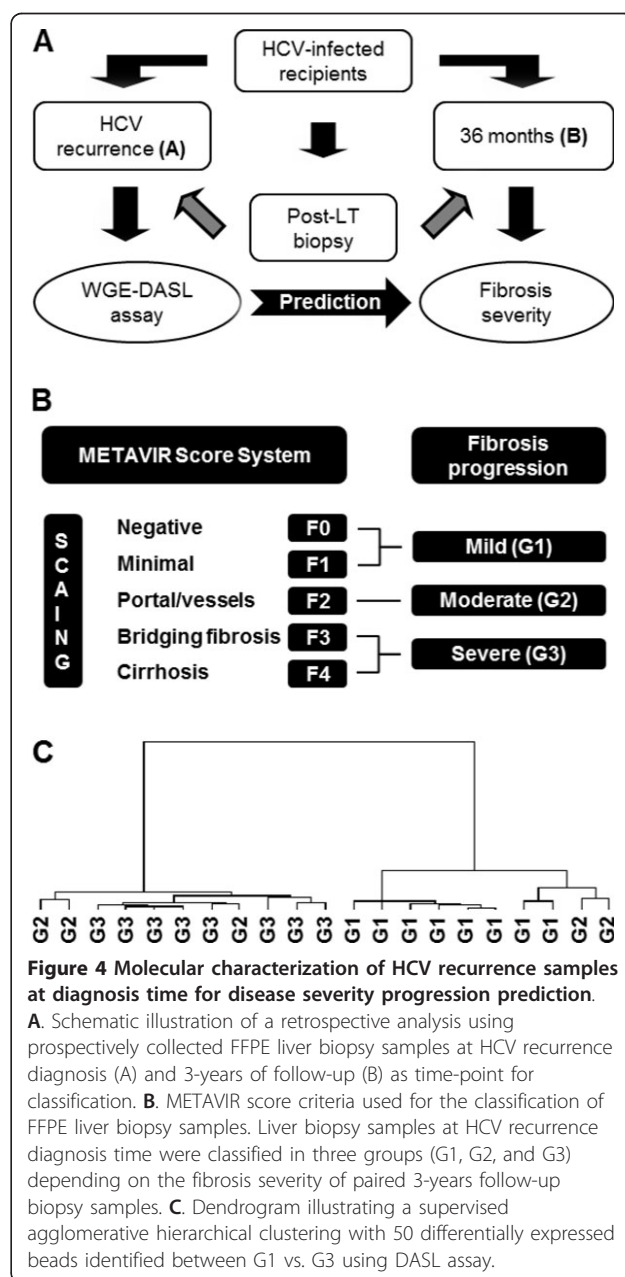 A
HCV-infected
recipients
HCV
recurrence (A)
36 months (B)
Post-LT
biopsy
WGE-DASL
assay
Prediction
Fibrosis
severity
B
METAVIR Score System
Fibrosis
progression
SCAING
Negative F0
Minimal F1
Mild (G1)
Portal/vessels F2 Moderate (G2)
Bridging fibrosis F3
Cirrhosis F4
Severe (G3)
C
G2 G2 G3 G3 G3 G3 G3 G2 G3 G3 G3 G1 G1 G1 G1 G1 G1 G1 G1 G2 G2
Figure 4 Molecular characterization of HCV recurrence samples
at diagnosis time for disease severity progression prediction.
A. Schematic illustration of a retrospective analysis using
prospectively collected FFPE liver biopsy samples at HCV recurrence
diagnosis (A) and 3-years of follow-up (B) as time-point for
classification. B. METAVIR score criteria used for the classification of
FFPE liver biopsy samples. Liver biopsy samples at HCV recurrence
diagnosis time were classified in three groups (G1, G2, and G3)
depending on the fibrosis severity of paired 3-years follow-up
biopsy samples. C. Dendrogram illustrating a supervised
agglomerative hierarchical clustering with 50 differentially expressed
beads identified between G1 vs. G3 using DASL assay.